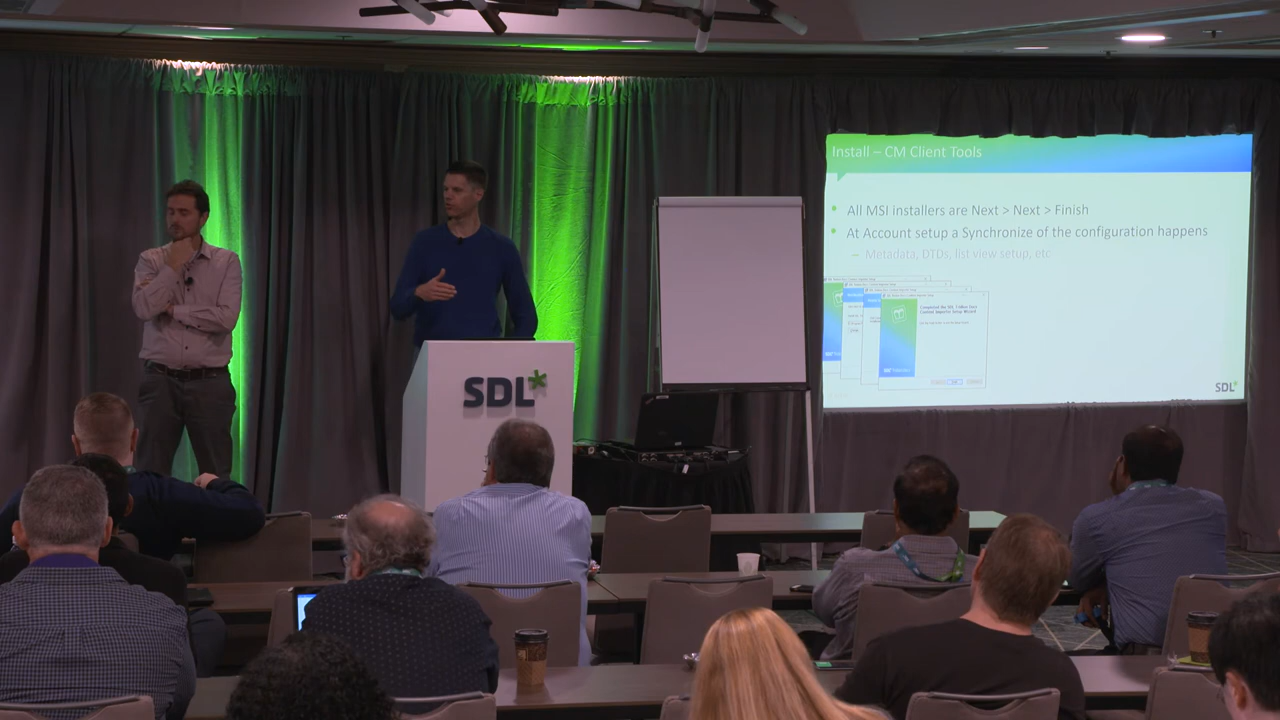 Install – CM Client Tools
All MSI installers are Next > Next > Finish
At Account setup a Synchronize of the configuration happens
– Metadata, DTDs, list view setup, etc
SDL*
SDL*